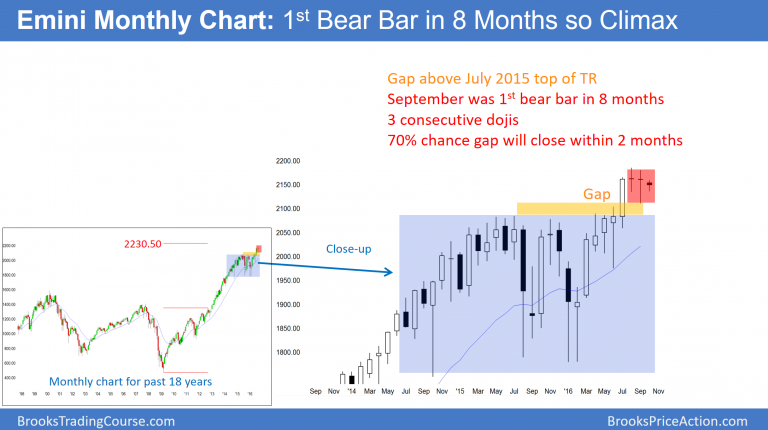 Emini Monthly Chart: 1st Bear Bar in 8 Months so Climax
Gap above July 2015 top of TR
September was 1st bear bar in 8 months
3 consecutive dojis
70% chance gap will close within 2 months
2200.00
2150.00
2100.00
2050.00
2000.00
1950.00
1900.00
1850.00
1800.00
Gap
Close-up
2230.50
Monthly chart for past 18 years
Sep Nov '14 Mar May Jul Sep Nov '15 Mar May Jul Sep Nov '16 Mar May Jul Sep Nov
BrooksTradingCourse.com
BrooksPriceAction.com